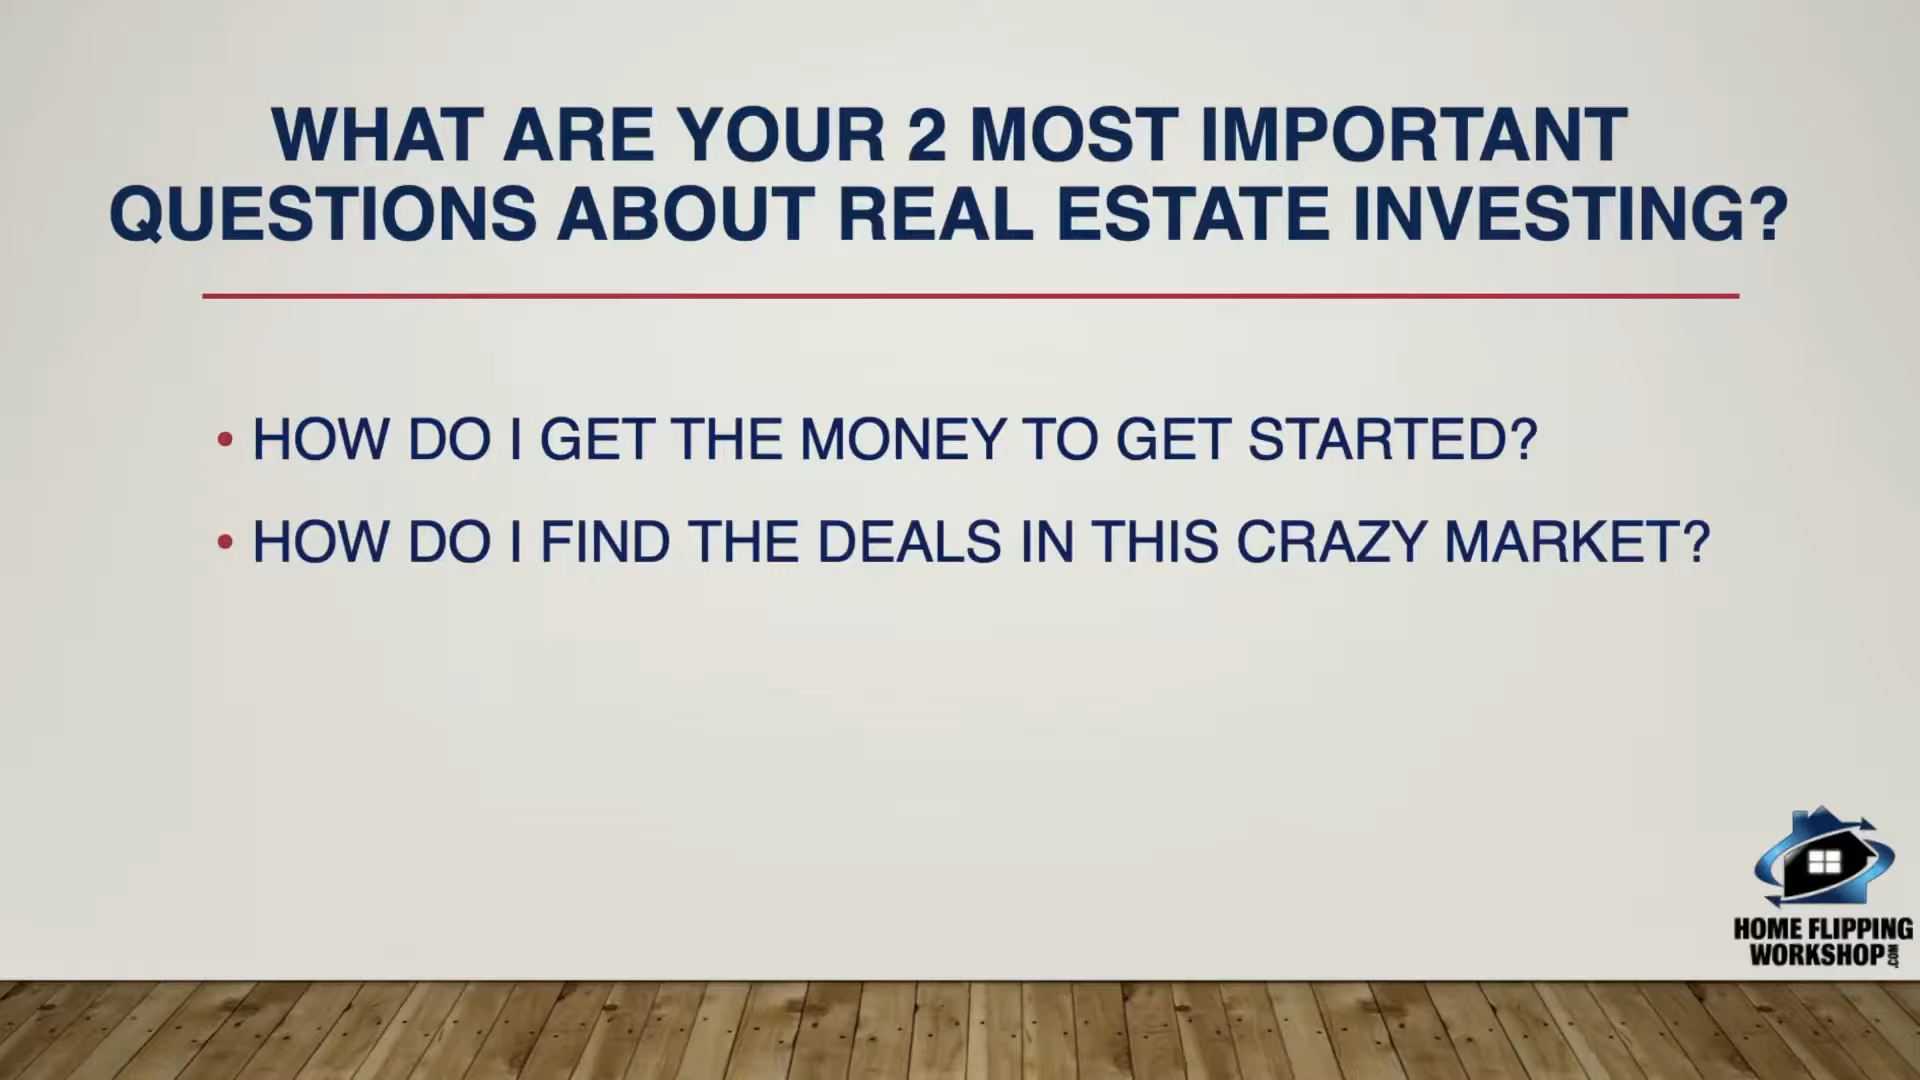 WHAT ARE YOUR 2 MOST IMPORTANT
QUESTIONS ABOUT REAL ESTATE INVESTING?
• HOW DO I GET THE MONEY TO GET STARTED?
• HOW DO I FIND THE DEALS IN THIS CRAZY MARKET?
HOME FLIPPING
WORKSHOP.COM